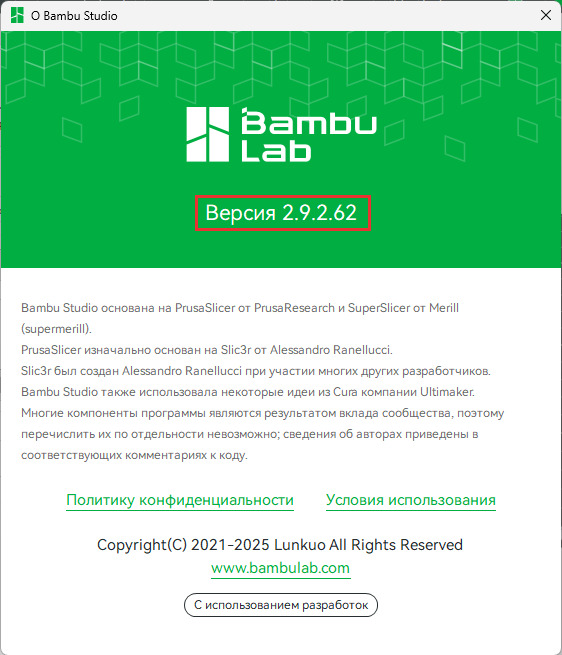 О Bambu Studio
Bambu
Lab
Версия 2.9.2.62
Bambu Studio основана на PrusaSlicer от PrusaResearch и SuperSlicer от Merill
(supermerill).
PrusaSlicer изначально основан на Slic3r от Alessandro Ranellucci.
Slic3r был создан Alessandro Ranellucci при участии многих других разработчиков.
Bambu Studio также использовала некоторые идеи из Cura компании Ultimaker.
Многие компоненты программы являются результатом вклада сообщества, поэтому
перечислить их по отдельности невозможно; сведения об авторах приведены в
соответствующих комментариях к коду.
Политику конфиденциальности Условия использования
Copyright(C) 2021-2025 Lunkuo All Rights Reserved
www.bambulab.com
С использованием разработок